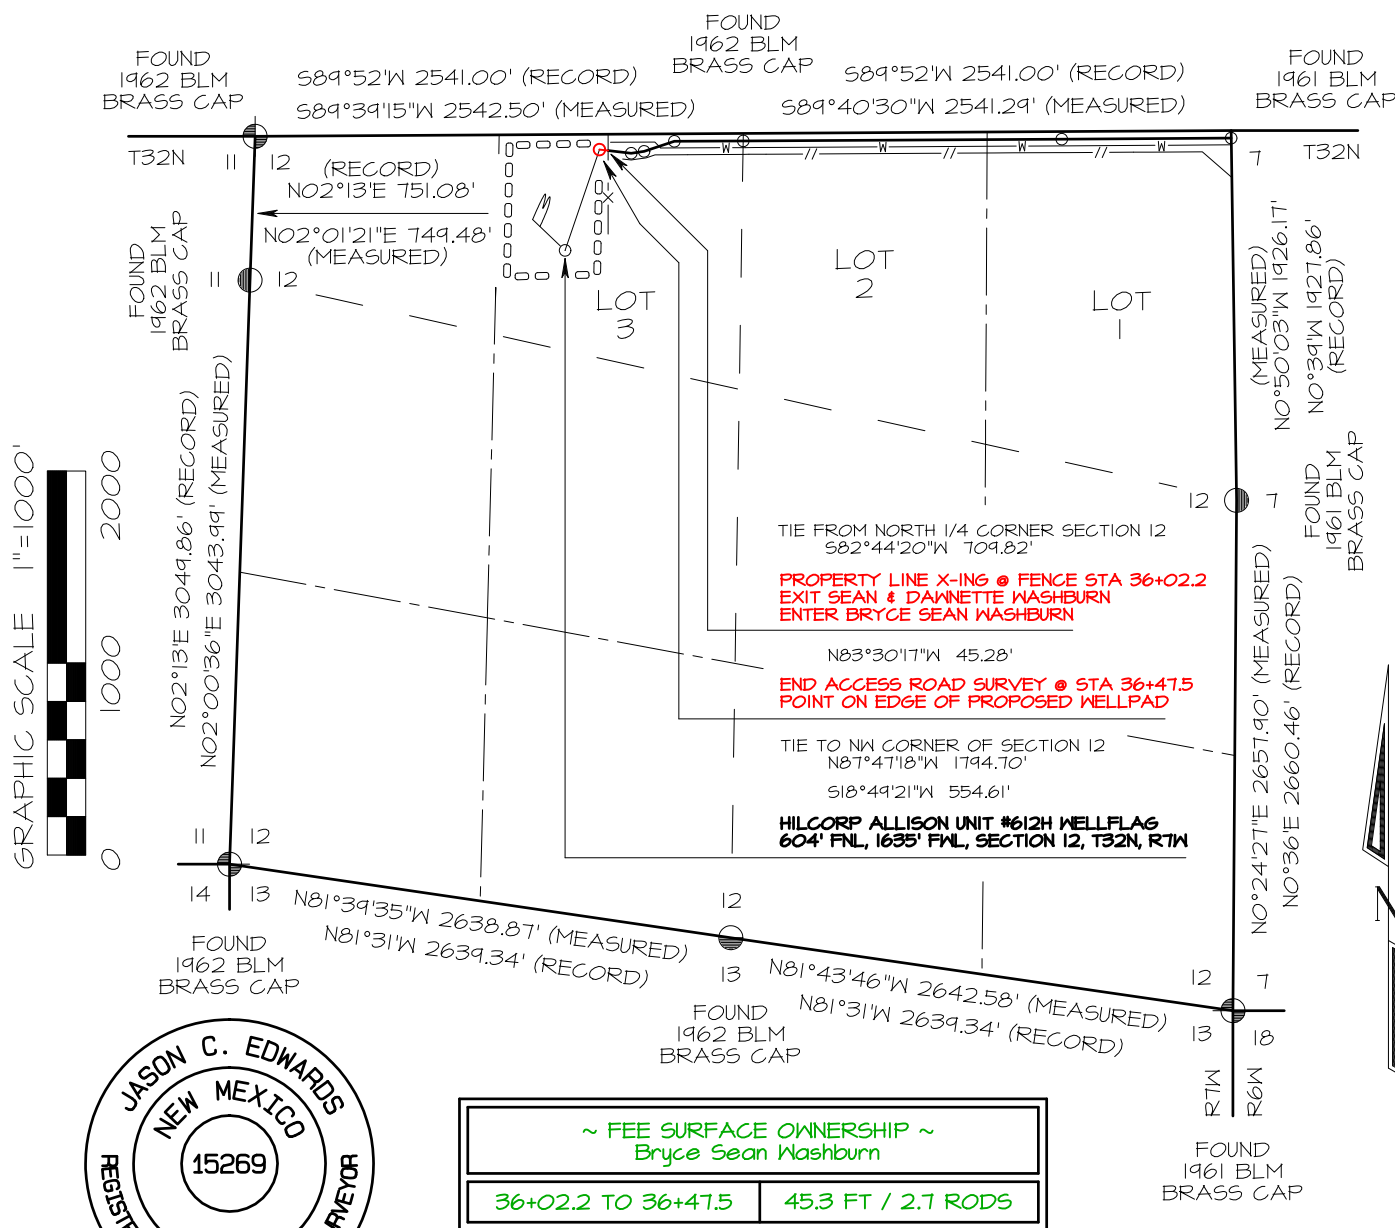 FOUND
1962 BLM
BRASS CAP
S89°52'W 2541.00' (RECORD)
S89°39'15"W 2542.50' (MEASURED)
FOUND
1962 BLM
BRASS CAP
S89°52'W 2541.00' (RECORD)
S89°40'30"W 2541.29' (MEASURED)
FOUND
1961 BLM
BRASS CAP
T32N
11
12
W
//
W
//
W
//
W
7
T32N
(RECORD)
N02°13'E 751.08'
N02°01'21"E 749.48'
(MEASURED)
X
FOUND
1962 BLM
BRASS CAP
11
12
LOT
3
LOT
2
LOT
1
(MEASURED)
N0°50'03"W 1926.17'
N0°39'W 1927.86'
(RECORD)
12
7
FOUND
1961 BLM
BRASS CAP
GRAPHIC SCALE 1"=1000'
2000
1000
0
N02°13'E 3049.86' (RECORD)
N02°00'36"E 3043.99' (MEASURED)
TIE FROM NORTH 1/4 CORNER SECTION 12
S82°44'20"W 709.82'
PROPERTY LINE X-ING @ FENCE STA 36+02.2
EXIT SEAN & DAWNETTE WASHBURN
ENTER BRYCE SEAN WASHBURN
N83°30'17"W 45.28'
END ACCESS ROAD SURVEY @ STA 36+47.5
POINT ON EDGE OF PROPOSED WELLPAD
TIE TO NW CORNER OF SECTION 12
N87°47'18"W 1794.70'
S18°49'21"W 554.61'
HILCORP ALLISON UNIT #612H WELLFLAG
604' FNL, 1635' FWL, SECTION 12, T32N, R7W
N0°24'27"E 2657.90' (MEASURED)
N0°36'E 2660.46' (RECORD)
11
12
14
13
FOUND
1962 BLM
BRASS CAP
N81°39'35"W 2638.87' (MEASURED)
N81°31'W 2639.34' (RECORD)
12
13
FOUND
1962 BLM
BRASS CAP
N81°43'46"W 2642.58' (MEASURED)
N81°31'W 2639.34' (RECORD)
12
7
13
18
R7W
R6W
FOUND
1961 BLM
BRASS CAP
N
JASON C. EDWARDS
NEW MEXICO
15269
~ FEE SURFACE OWNERSHIP ~
Bryce Sean Washburn
36+02.2 TO 36+47.5
45.3 FT / 2.7 RODS